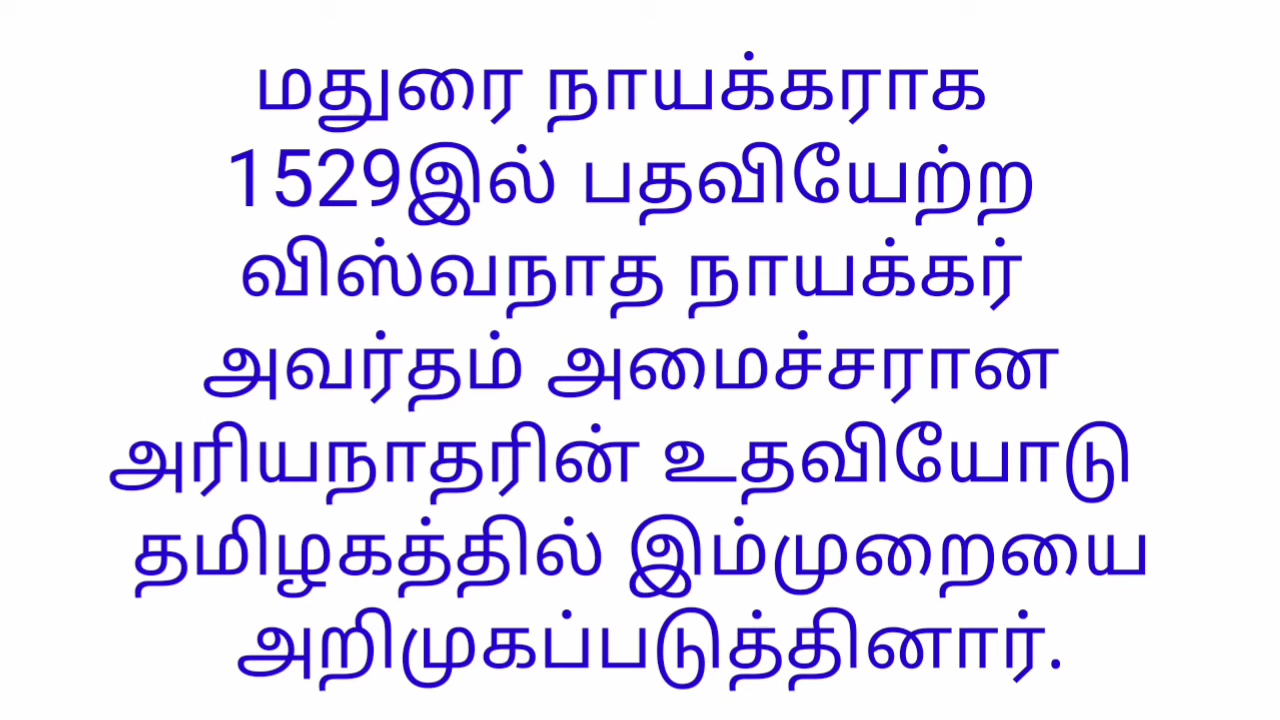 மதுரை நாயக்கராக
1529இல் பதவியேற்ற
விஸ்வநாத நாயக்கர்
அவர்தம் அமைச்சரான
அரியநாதரின் உதவியோடு
தமிழகத்தில் இம்முறையை
அறிமுகப்படுத்தினார்.